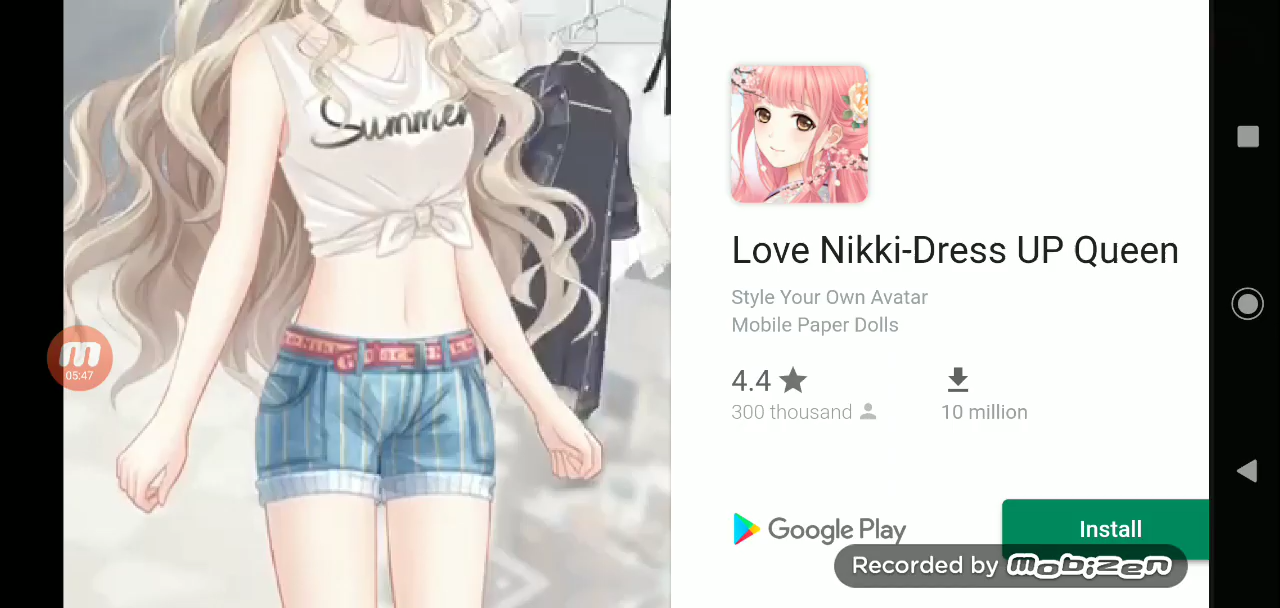 Summer
05:47
Love Nikki-Dress UP Queen
Style Your Own Avatar
Mobile Paper Dolls
4.4
300 thousand
10 million
Google Play
Install
Recorded by mobizen